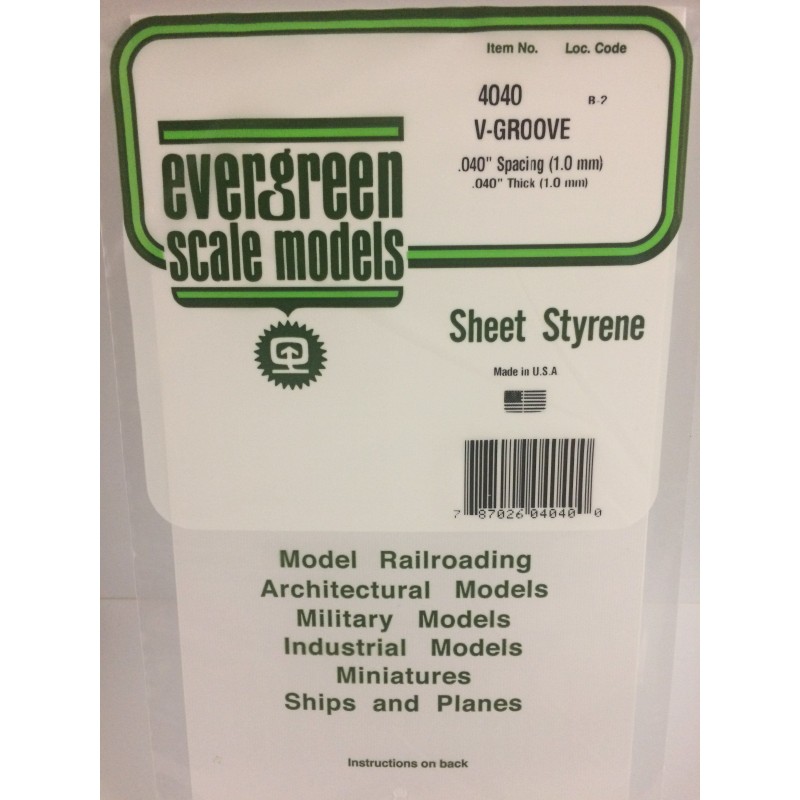 Item No. Loc. Code
4040 B-2
V-GROOVE
.040" Spacing (1.0 mm)
.040" Thick (1.0 mm)
evergreen
scale models
Sheet Styrene
Made in U.S.A
7 87026 04040 0
Model Railroading
Architectural Models
Military Models
Industrial Models
Miniatures
Ships and Planes
Instructions on back